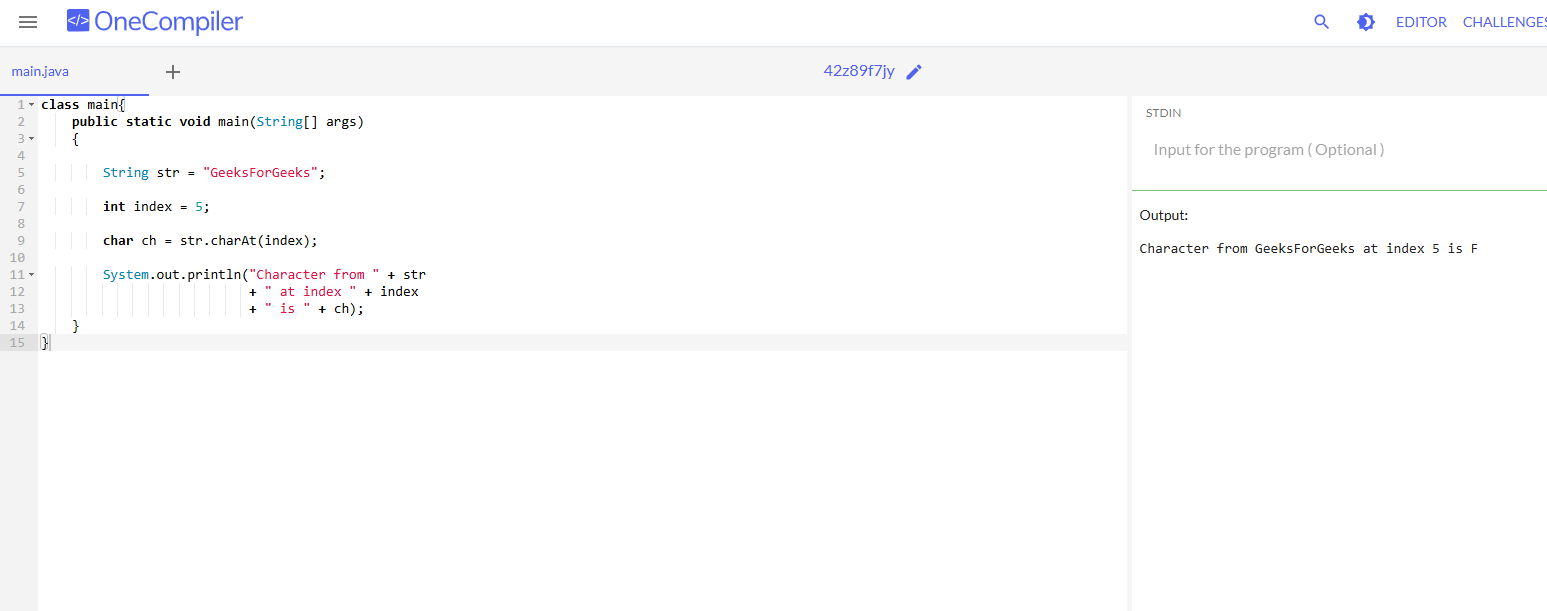 </> OneCompiler
EDITOR CHALLENGES
main.java +
42z89f7jy
1 class main{
2     public static void main(String[] args)
3     {
4
5         String str = "GeeksForGeeks";
6
7         int index = 5;
8
9         char ch = str.charAt(index);
10
11         System.out.println("Character from " + str
12                            + " at index " + index
13                            + " is " + ch);
14     }
15 }
STDIN
Input for the program ( Optional )
Output:
Character from GeeksForGeeks at index 5 is F